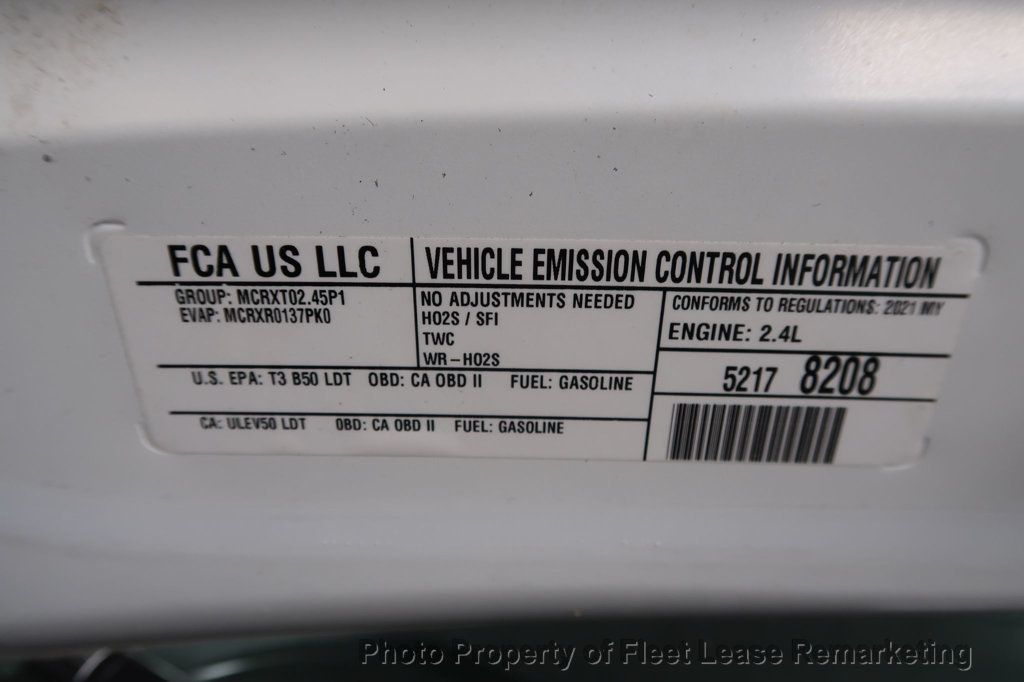 FCA US LLC
VEHICLE EMISSION CONTROL INFORMATION
GROUP: MCRXT02.45P1
EVAP: MCRXR0137PK0
NO ADJUSTMENTS NEEDED
HO2S / SFI
TWC
WR-HO2S
CONFORMS TO REGULATIONS: 2021 MY
ENGINE: 2.4L
U.S. EPA: T3 B50 LDT OBD: CA OBD II FUEL: GASOLINE
5217 8208
CA: ULEV50 LDT OBD: CA OBD II FUEL: GASOLINE
Photo Property of Fleet Lease Remarketing